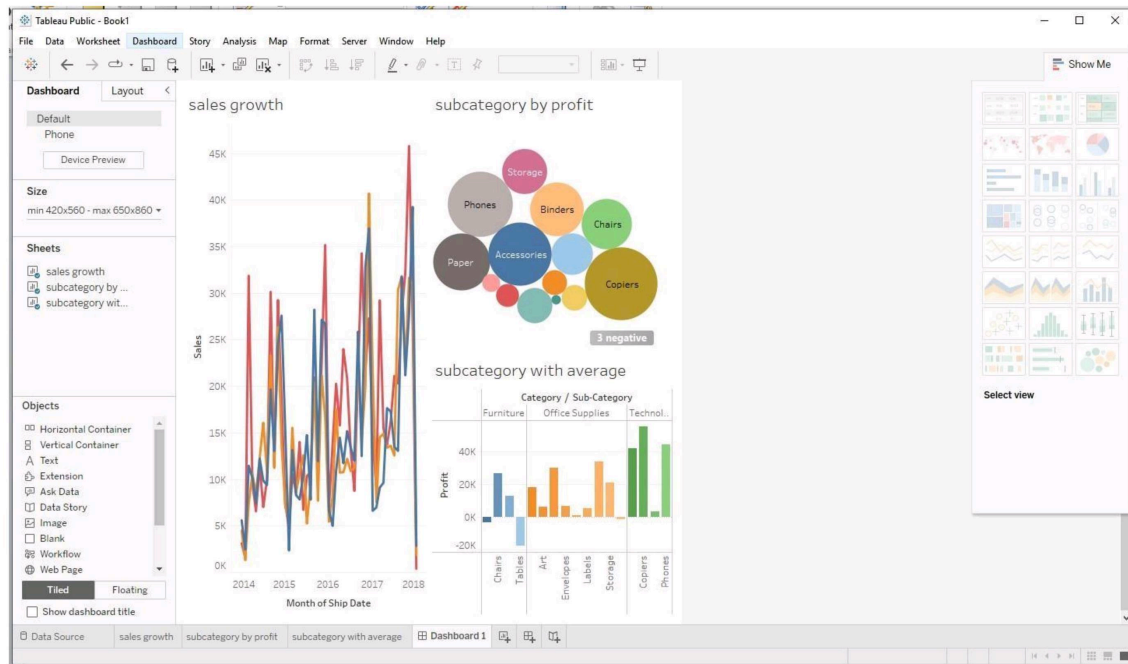 Tableau Public - Book1
File Data Worksheet Dashboard Story Analysis Map Format Server Window Help
Show Me
Dashboard Layout
Default
Phone
Device Preview
Size
min 420x560 - max 650x860
Sheets
sales growth
subcategory by ...
subcategory wit...
Objects
Horizontal Container
Vertical Container
Text
Extension
Ask Data
Data Story
Image
Blank
Workflow
Web Page
Tiled Floating
Show dashboard title
sales growth
45K
40K
35K
30K
25K
20K
15K
10K
5K
0K
Sales
2014 2015 2016 2017 2018
Month of Ship Date
subcategory by profit
Storage
Phones
Binders
Chairs
Accessories
Paper
Copiers
3 negative
subcategory with average
Category / Sub-Category
Furniture Office Supplies Technol..
40K
20K
0K
-20K
Profit
Chairs
Tables
Art
Envelopes
Labels
Storage
Copiers
Phones
Select view
Data Source sales growth subcategory by profit subcategory with average Dashboard 1